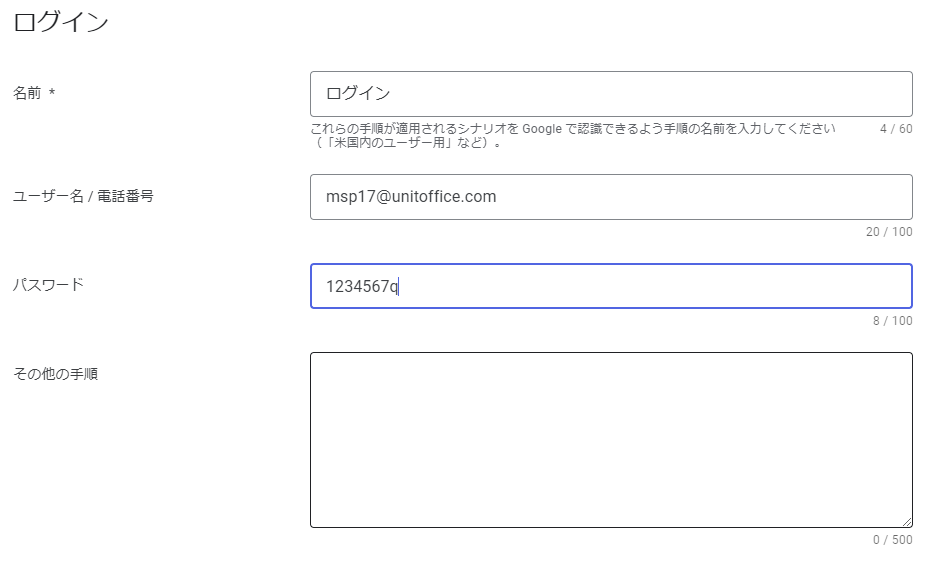 ログイン
名前 *
ログイン
これらの手順が適用されるシナリオを Google で認識できるよう手順の名前を入力してください
（「米国内のユーザー用」など）。
4 / 60
ユーザー名 / 電話番号
msp17@unitoffice.com
20 / 100
パスワード
1234567q
8 / 100
その他の手順
0 / 500